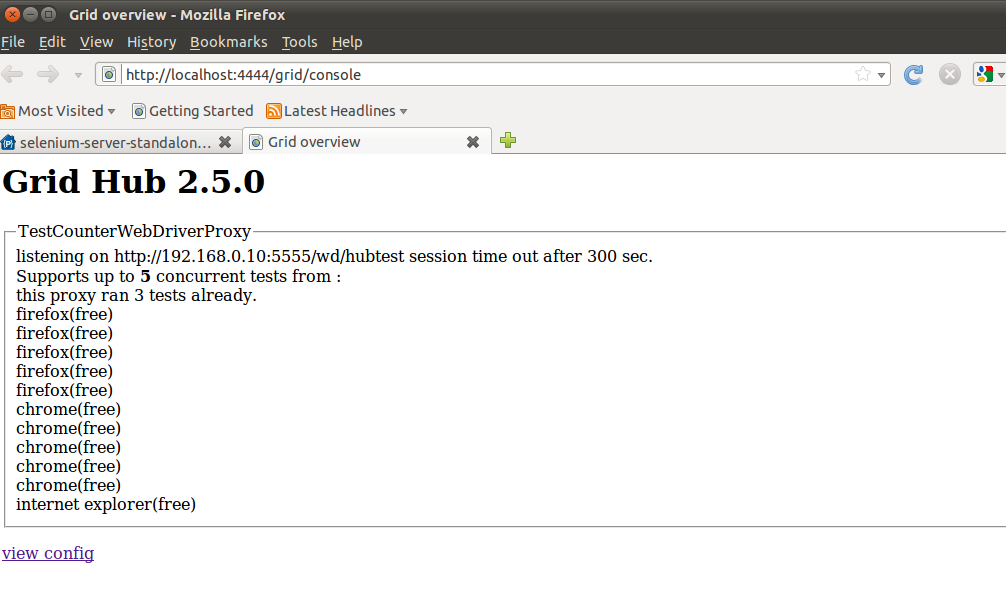 Grid overview - Mozilla Firefox
File Edit View History Bookmarks Tools Help
http://localhost:4444/grid/console
Most Visited Getting Started Latest Headlines
selenium-server-standalon... Grid overview
Grid Hub 2.5.0
TestCounterWebDriverProxy
listening on http://192.168.0.10:5555/wd/hubtest session time out after 300 sec.
Supports up to 5 concurrent tests from :
this proxy ran 3 tests already.
firefox(free)
firefox(free)
firefox(free)
firefox(free)
firefox(free)
chrome(free)
chrome(free)
chrome(free)
chrome(free)
chrome(free)
internet explorer(free)
view config